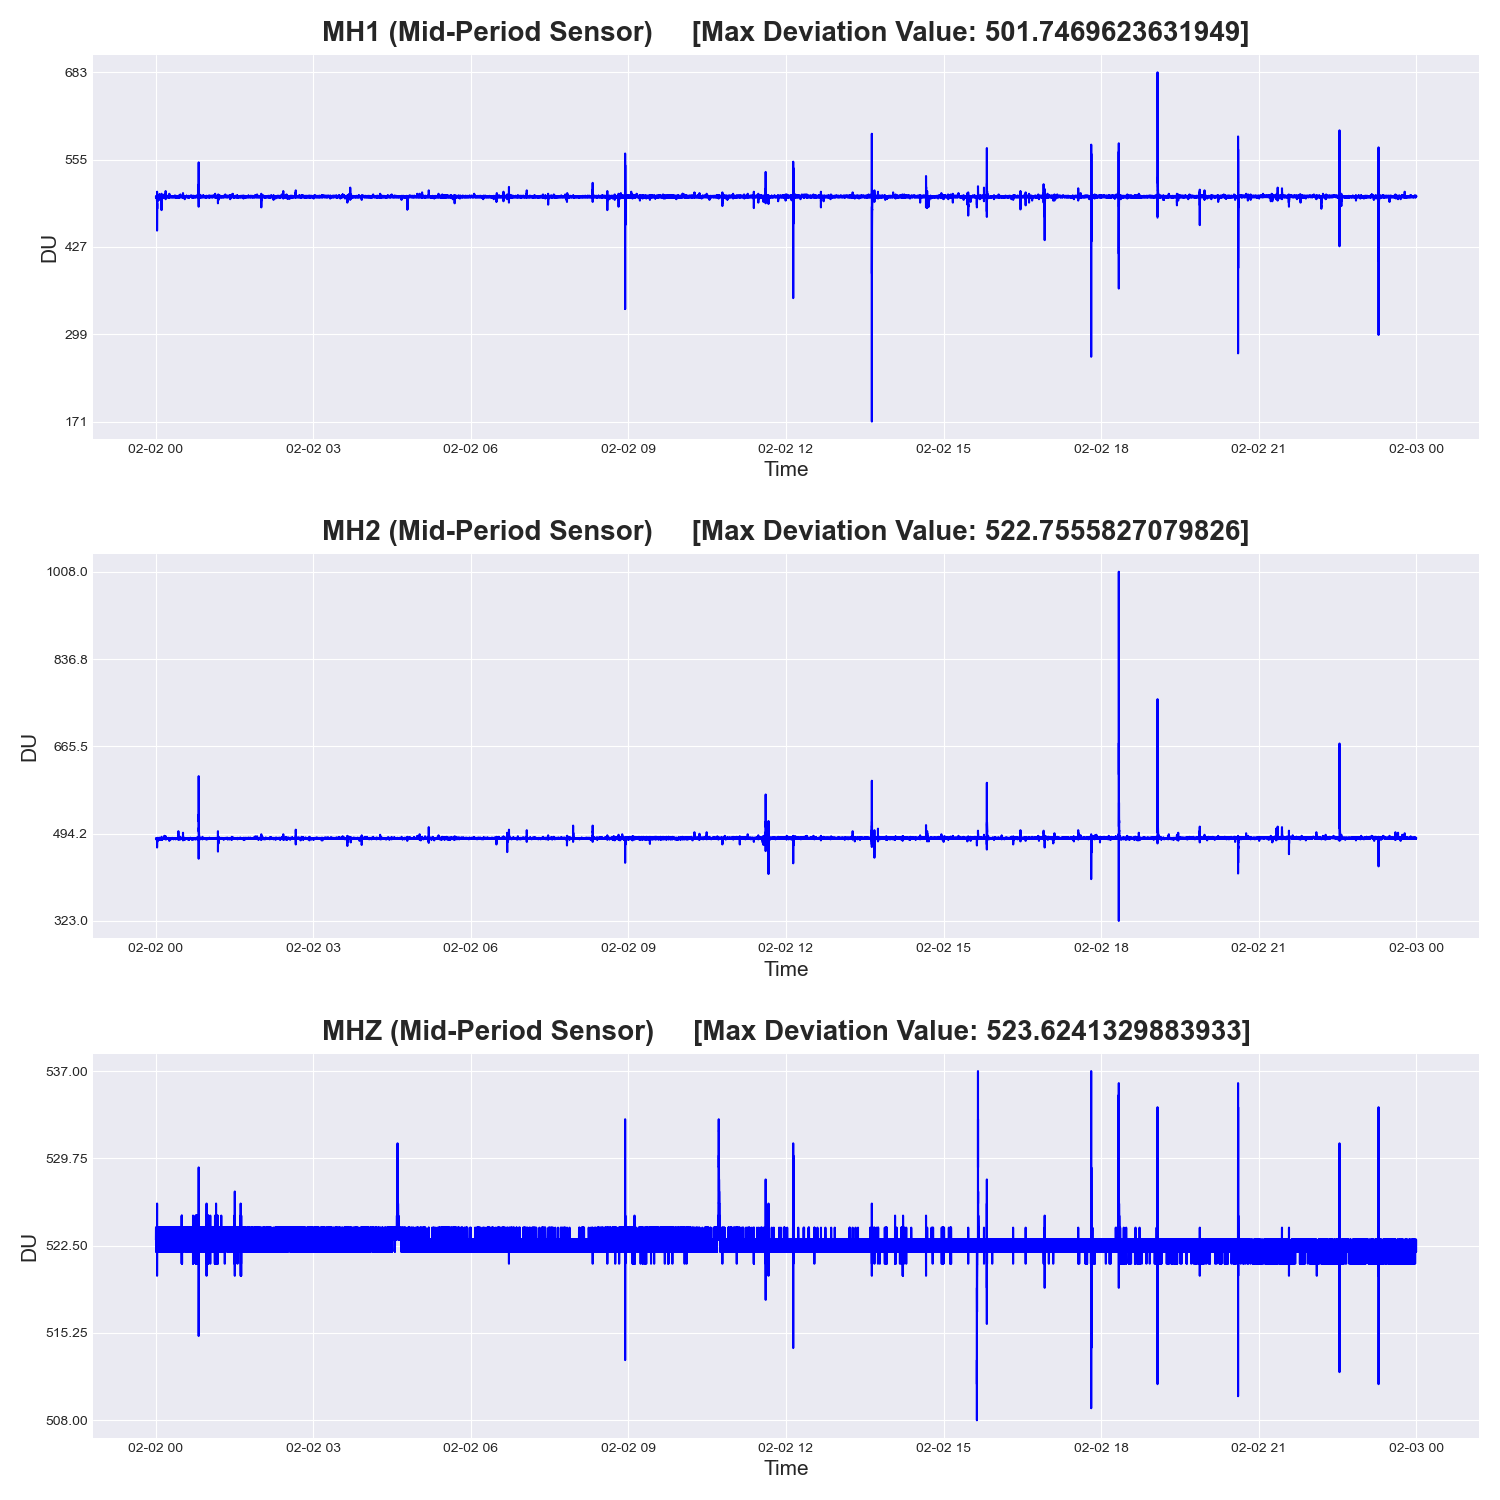 MH1 (Mid-Period Sensor) [Max Deviation Value: 501.7469623631949]
683
555
427
299
171
DU
02-02 00 02-02 03 02-02 06 02-02 09 02-02 12 02-02 15 02-02 18 02-02 21 02-03 00
Time
MH2 (Mid-Period Sensor) [Max Deviation Value: 522.7555827079826]
1008.0
836.8
665.5
494.2
323.0
DU
02-02 00 02-02 03 02-02 06 02-02 09 02-02 12 02-02 15 02-02 18 02-02 21 02-03 00
Time
MHZ (Mid-Period Sensor) [Max Deviation Value: 523.6241329883933]
537.00
529.75
522.50
515.25
508.00
DU
02-02 00 02-02 03 02-02 06 02-02 09 02-02 12 02-02 15 02-02 18 02-02 21 02-03 00
Time